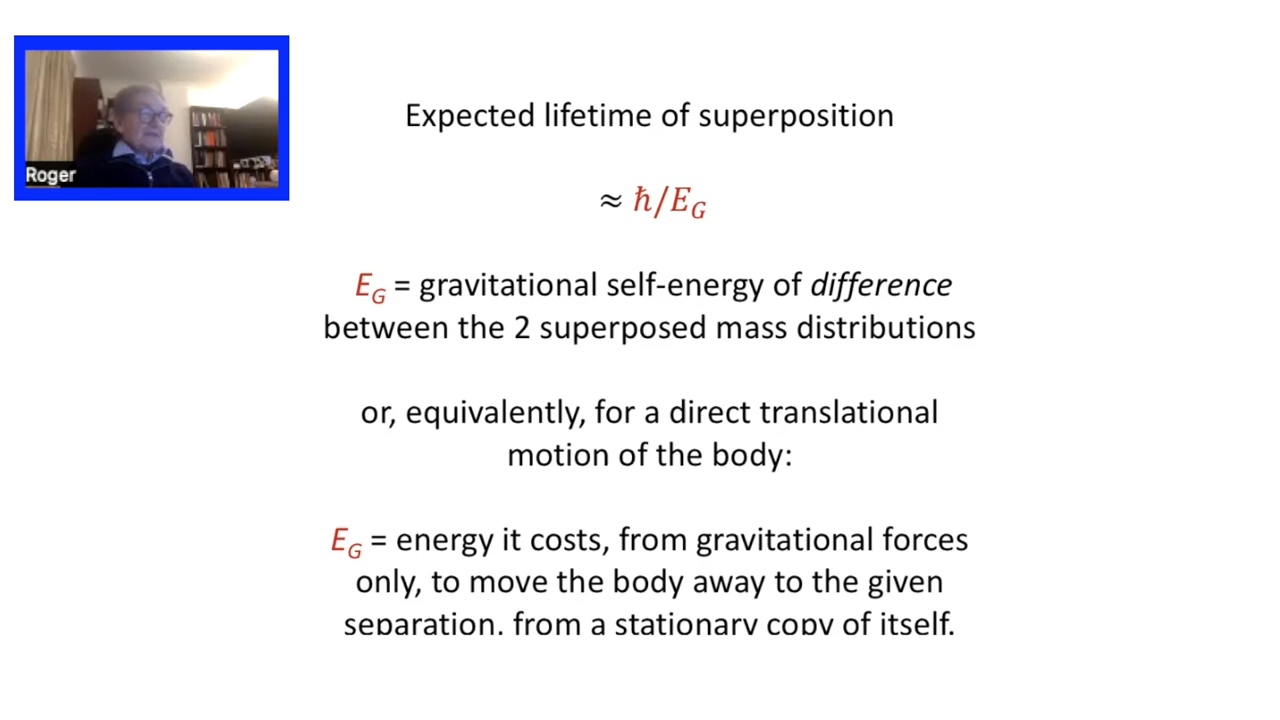 Roger
Expected lifetime of superposition
≈ ħ/E_G
E_G = gravitational self-energy of difference
between the 2 superposed mass distributions
or, equivalently, for a direct translational
motion of the body:
E_G = energy it costs, from gravitational forces
only, to move the body away to the given
separation, from a stationary copy of itself.